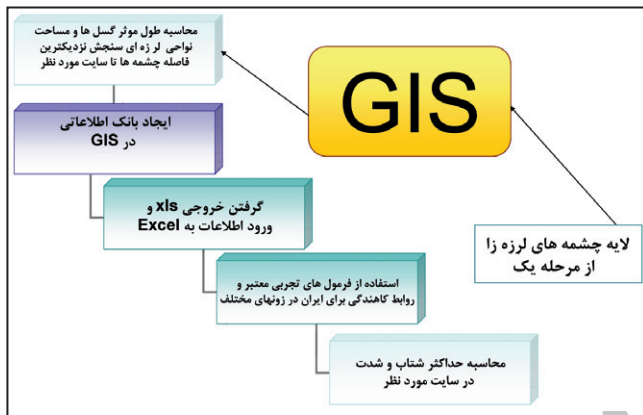 محاسبه طول موثر گسل ها و مساحت
نواحی لرزه ای سنجش نزدیکترین
فاصله چشمه ها تا سایت مورد نظر
GIS
ایجاد بانک اطلاعاتی
در GIS
گرفتن خروجی xls و
ورود اطلاعات به Excel
لایه چشمه های لرزه زا
از مرحله یک
استفاده از فرمول های تجربی معتبر و
روابط کاهندگی برای ایران در زونهای مختلف
محاسبه حداکثر شتاب و شدت
در سایت مورد نظر